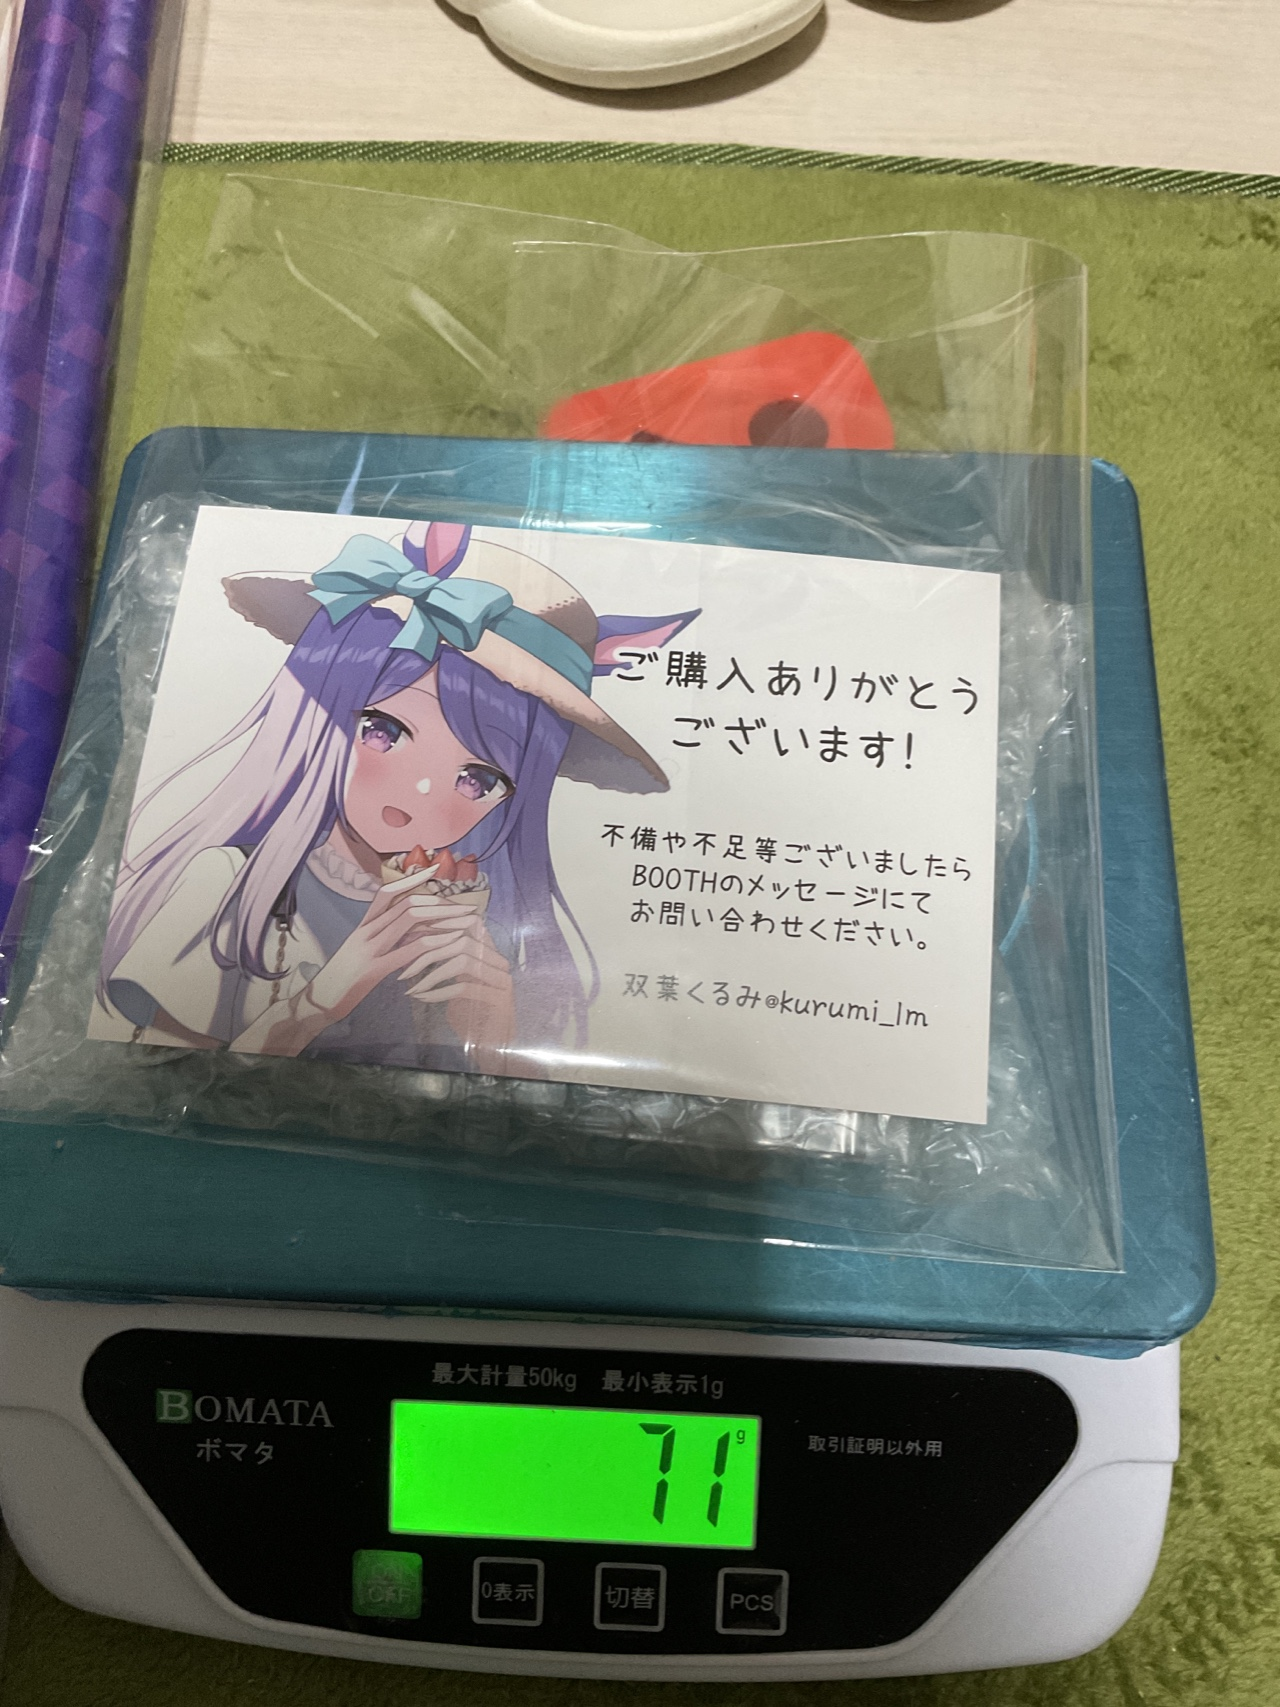 ご購入ありがとう
ございます!
不備や不足等ございましたら
BOOTHのメッセージにて
お問い合わせください。
双葉くるみ@kurumi_lm
最大計量50kg 最小表示1g
BOMATA
ボマタ
71 g
取引証明以外用
ON
OFF
0表示
切替
PCS